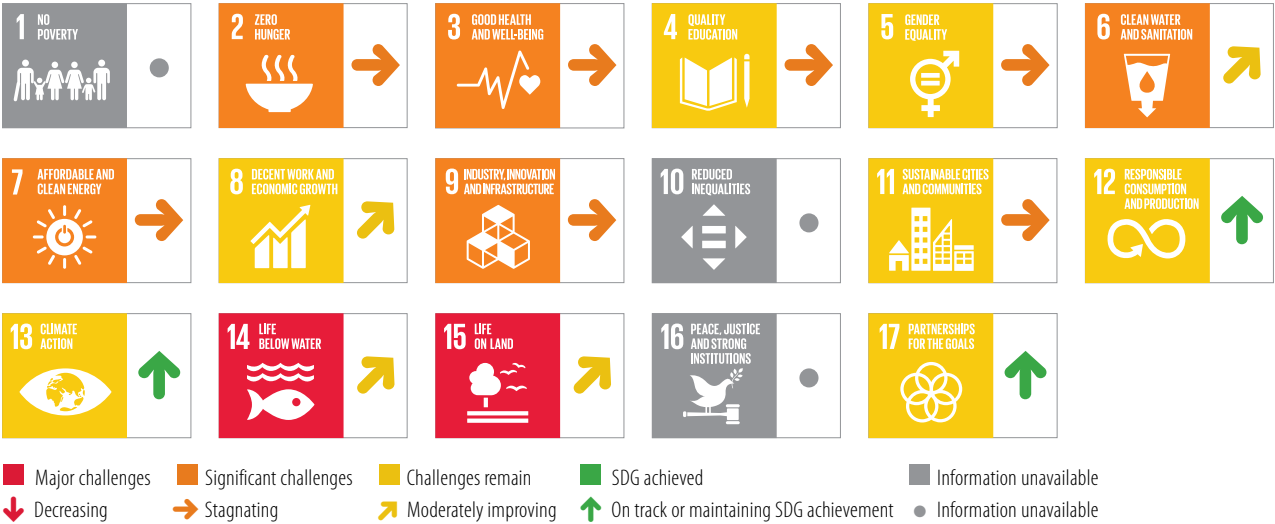 1 NO
POVERTY
2 ZERO
HUNGER
3 GOOD HEALTH
AND WELL-BEING
4 QUALITY
EDUCATION
5 GENDER
EQUALITY
6 CLEAN WATER
AND SANITATION
7 AFFORDABLE AND
CLEAN ENERGY
8 DECENT WORK AND
ECONOMIC GROWTH
9 INDUSTRY, INNOVATION
AND INFRASTRUCTURE
10 REDUCED
INEQUALITIES
11 SUSTAINABLE CITIES
AND COMMUNITIES
12 RESPONSIBLE
CONSUMPTION
AND PRODUCTION
13 CLIMATE
ACTION
14 LIFE
BELOW WATER
15 LIFE
ON LAND
16 PEACE, JUSTICE
AND STRONG
INSTITUTIONS
17 PARTNERSHIPS
FOR THE GOALS
Major challenges Significant challenges Challenges remain SDG achieved Information unavailable
Decreasing Stagnating Moderately improving On track or maintaining SDG achievement Information unavailable